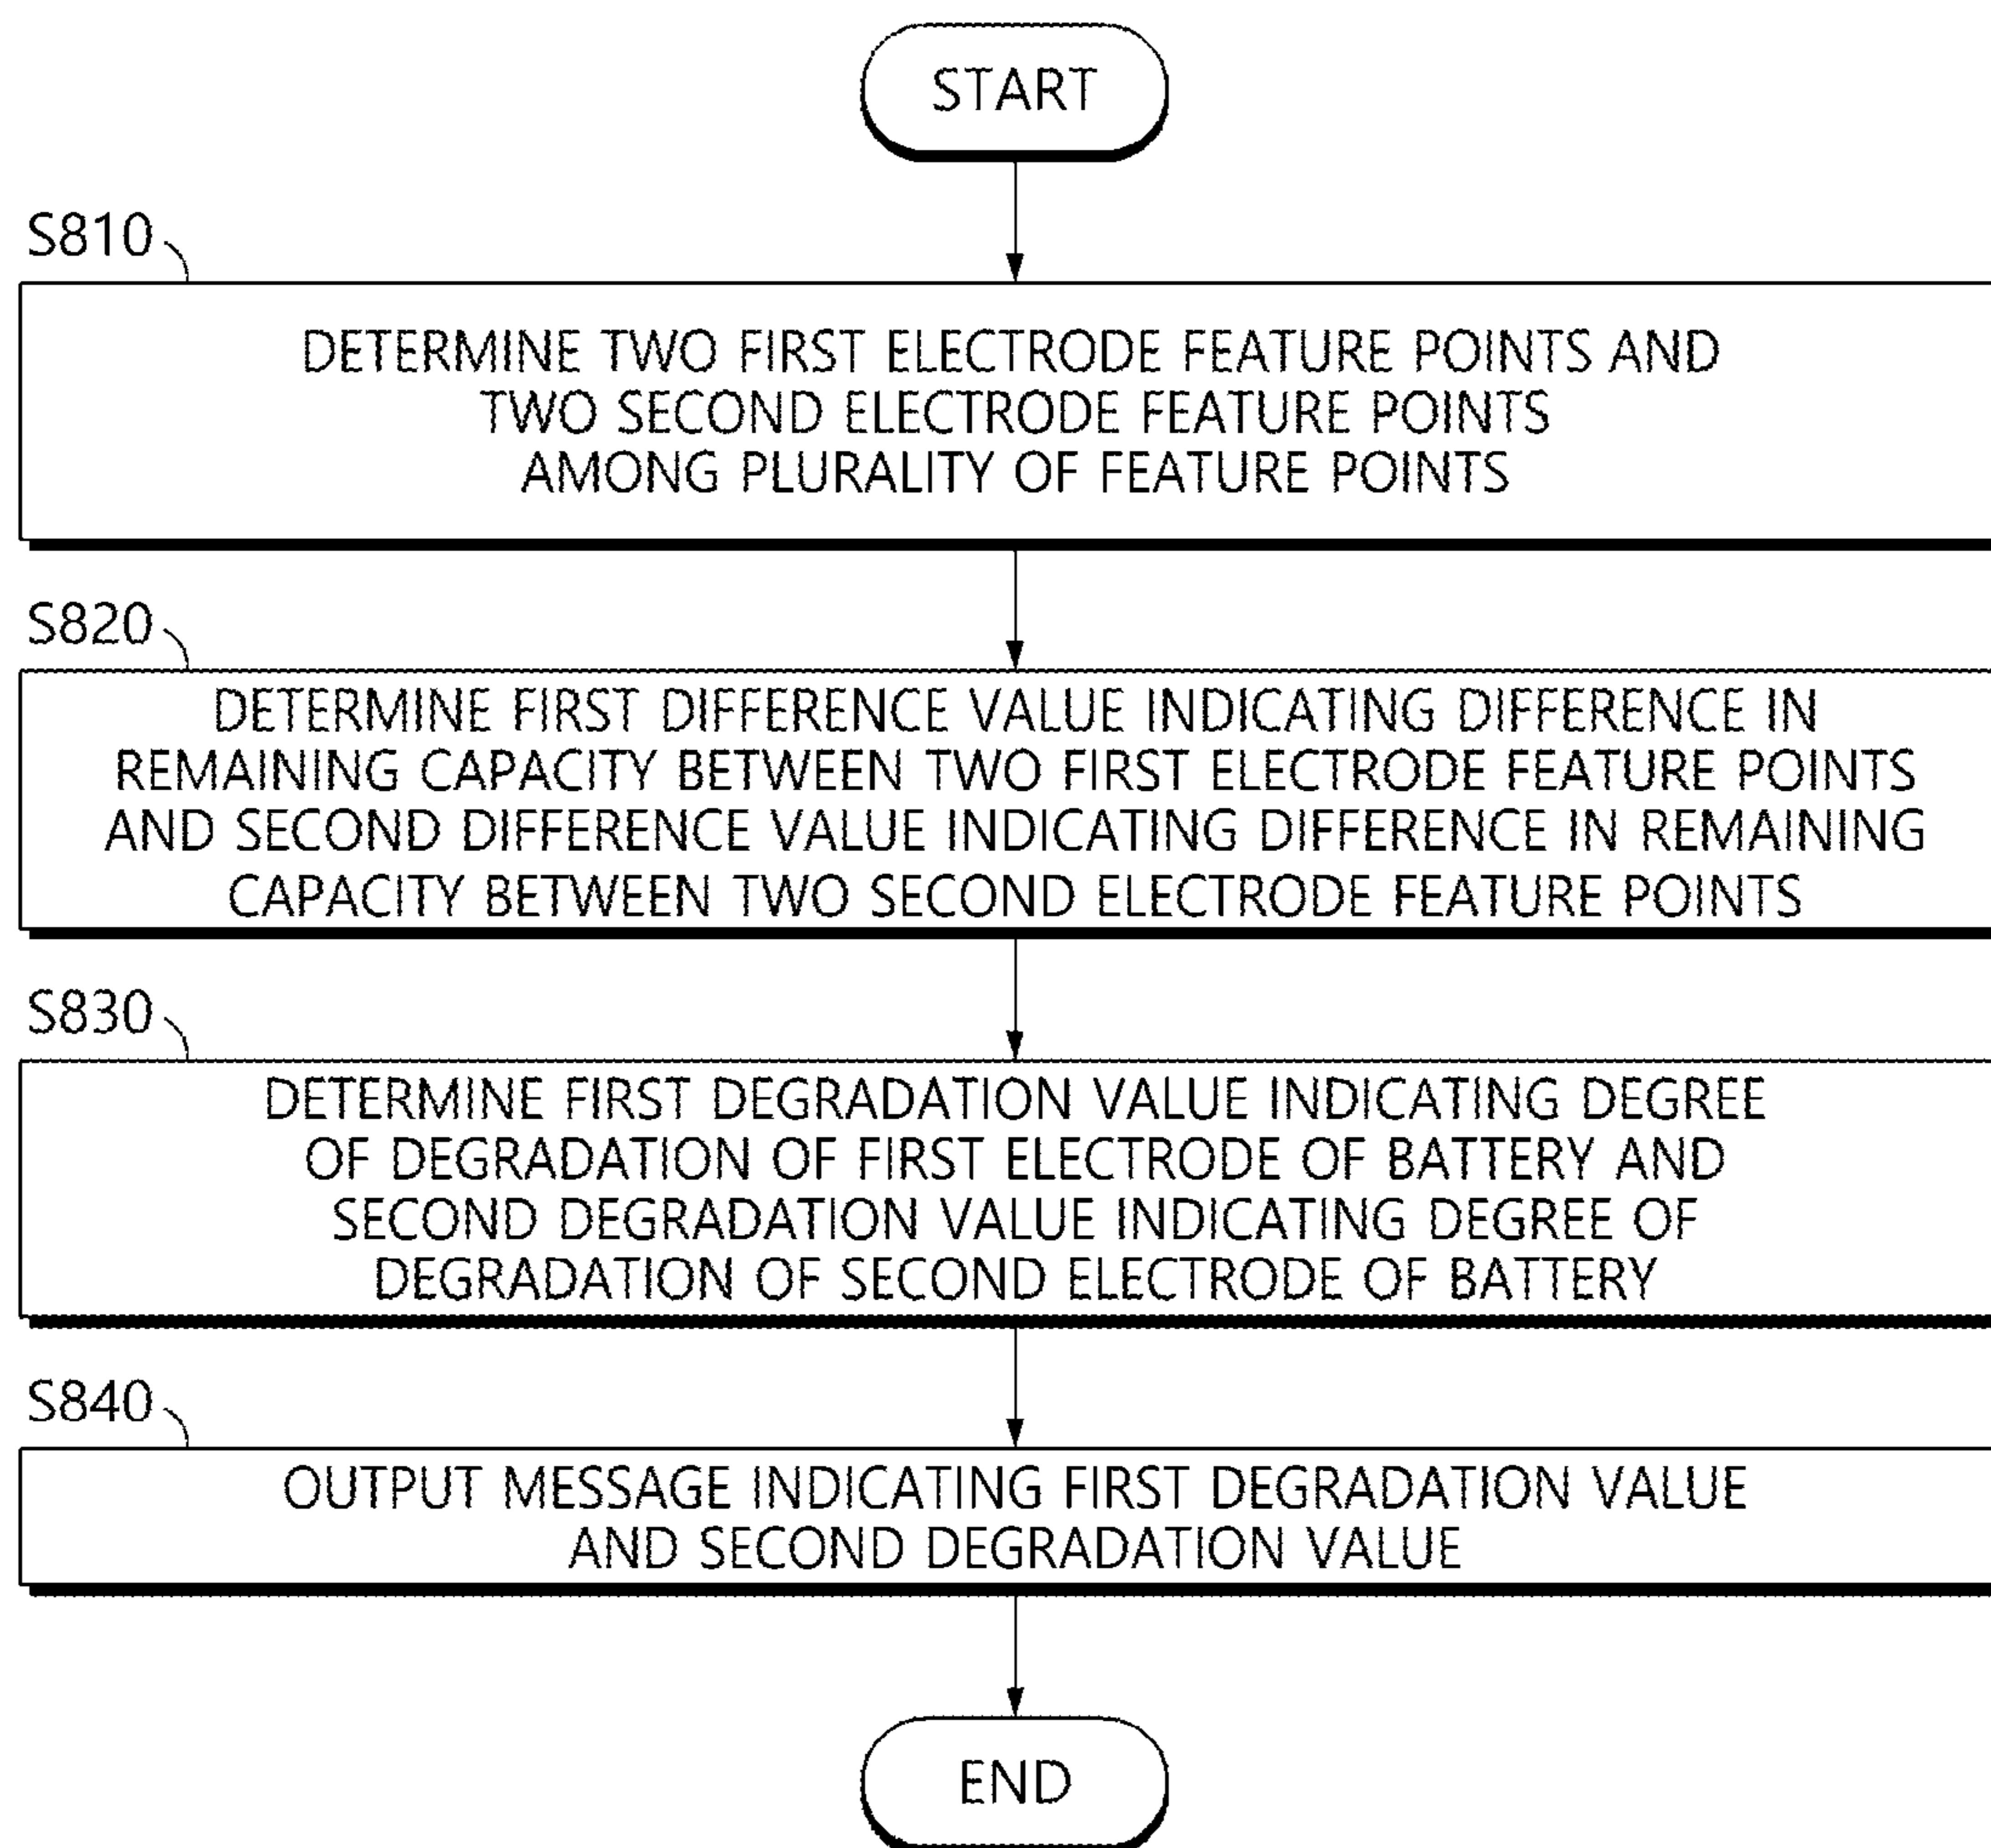 START
S810
DETERMINE TWO FIRST ELECTRODE FEATURE POINTS AND
TWO SECOND ELECTRODE FEATURE POINTS
AMONG PLURALITY OF FEATURE POINTS
S820
DETERMINE FIRST DIFFERENCE VALUE INDICATING DIFFERENCE IN
REMAINING CAPACITY BETWEEN TWO FIRST ELECTRODE FEATURE POINTS
AND SECOND DIFFERENCE VALUE INDICATING DIFFERENCE IN REMAINING
CAPACITY BETWEEN TWO SECOND ELECTRODE FEATURE POINTS
S830
DETERMINE FIRST DEGRADATION VALUE INDICATING DEGREE
OF DEGRADATION OF FIRST ELECTRODE OF BATTERY AND
SECOND DEGRADATION VALUE INDICATING DEGREE OF
DEGRADATION OF SECOND ELECTRODE OF BATTERY
S840
OUTPUT MESSAGE INDICATING FIRST DEGRADATION VALUE
AND SECOND DEGRADATION VALUE
END